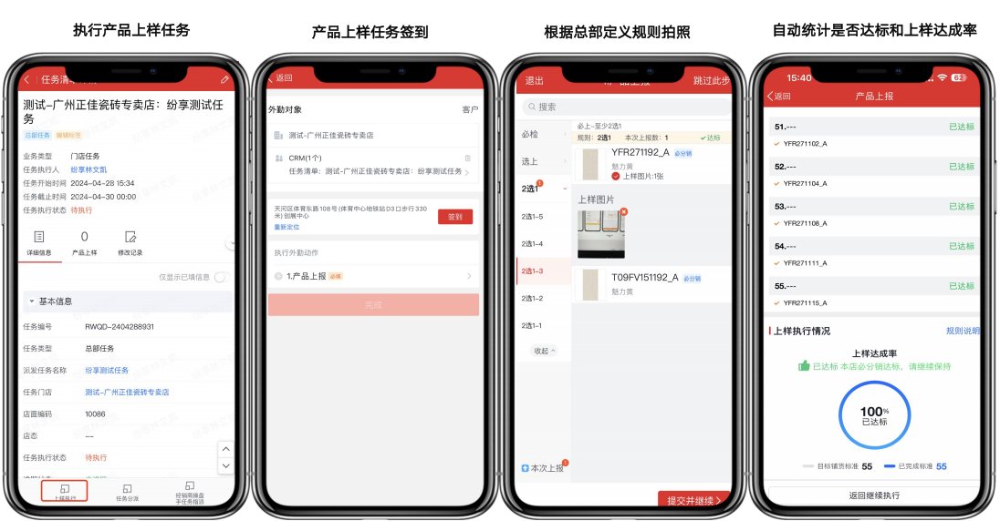 执行产品上样任务
任务清
测试-广州正佳瓷砖专卖店：纷享测试任
务
总部任务 编辑标签
业务类型 门店任务
任务执行人 纷享林文凯
任务开始时间 2024-04-28 15:34
任务截止时间 2024-04-30 00:00
任务执行状态 待执行
0
详细信息 产品上样 修改记录
仅显示已填信息
基本信息
任务编号 RWQD-2404288931
任务类型 总部任务
派发任务名称 纷享测试任务
任务门店 测试-广州正佳瓷砖专卖店
店面编码 10086
店态 --
任务执行状态 待执行
上样执行 任务分派 经销商操盘
手任务指派
产品上样任务签到
返回
外勤对象 客户
测试-广州正佳瓷砖专卖店
CRM(1个)
任务清单: 测试-广州正佳瓷砖专卖店：纷享测试任务
天河区体育东路108号(体育中心地铁站D3口步行330
米)创展中心
重新定位
签到
执行外勤动作
1.产品上报 必填
完成
根据总部定义规则拍照
退出 产品上报 跳过此步
搜索
必检
选上
2选1
2选1-5
2选1-4
2选1-3
2选1-2
2选1-1
收起
本次上报
必上-至少2选1
规则: 2选1 本次上报数: 1 达标
YFR271192_A 必分销
魅力黄
上样图片:1张
上样图片
T09FV151192_A 必分销
魅力黄
提交并继续
自动统计是否达标和上样达成率
15:40 62
返回 产品上报
51.--- 已达标
YFR271102_A
52.--- 已达标
YFR271104_A
53.--- 已达标
YFR271108_A
54.--- 已达标
YFR271111_A
55.--- 已达标
YFR271115_A
上样执行情况 规则说明
上样达成率
已达标 本店必分销达标，请继续保持
100%
已达标
目标铺货标准 55 已完成标准 55
返回继续执行